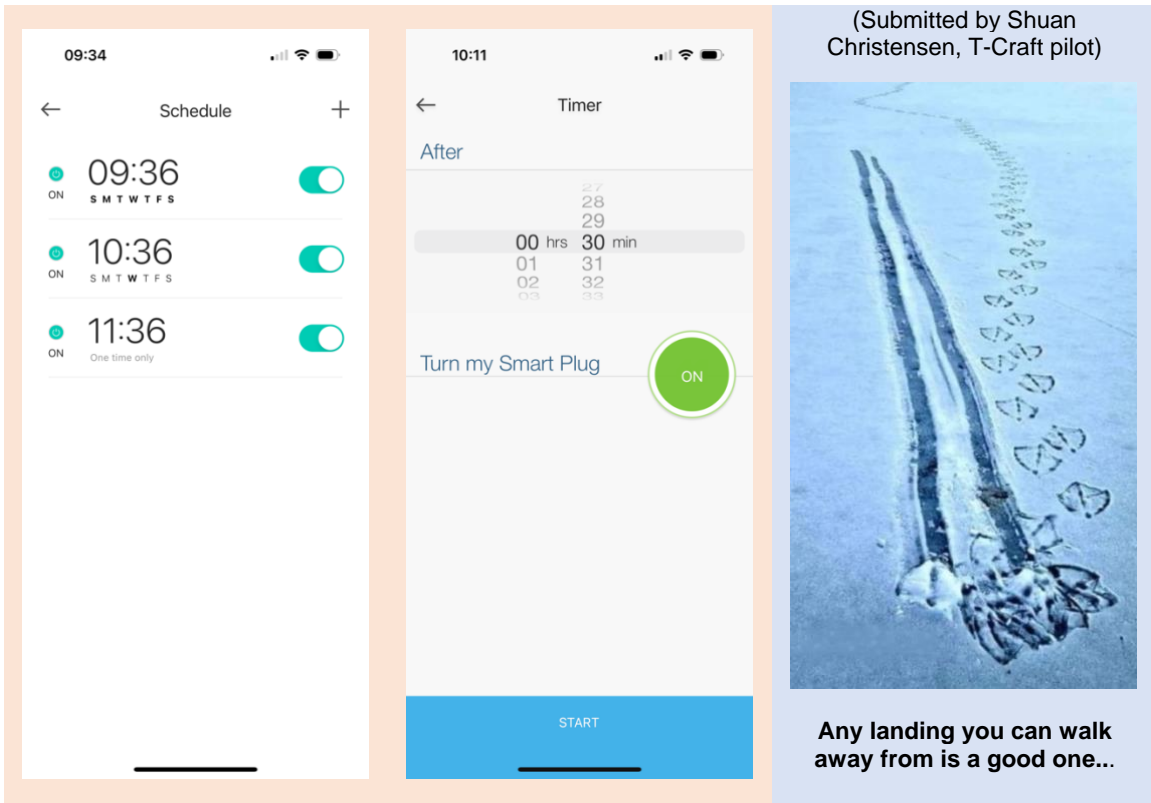 09:34
Schedule
ON
09:36
S M T W T F S
ON
10:36
S M T W T F S
ON
11:36
One time only
10:11
Timer
After
27
28
29
00 hrs 30 min
01 31
02 32
03 33
Turn my Smart Plug
ON
START
(Submitted by Shuan
Christensen, T-Craft pilot)
Any landing you can walk
away from is a good one...